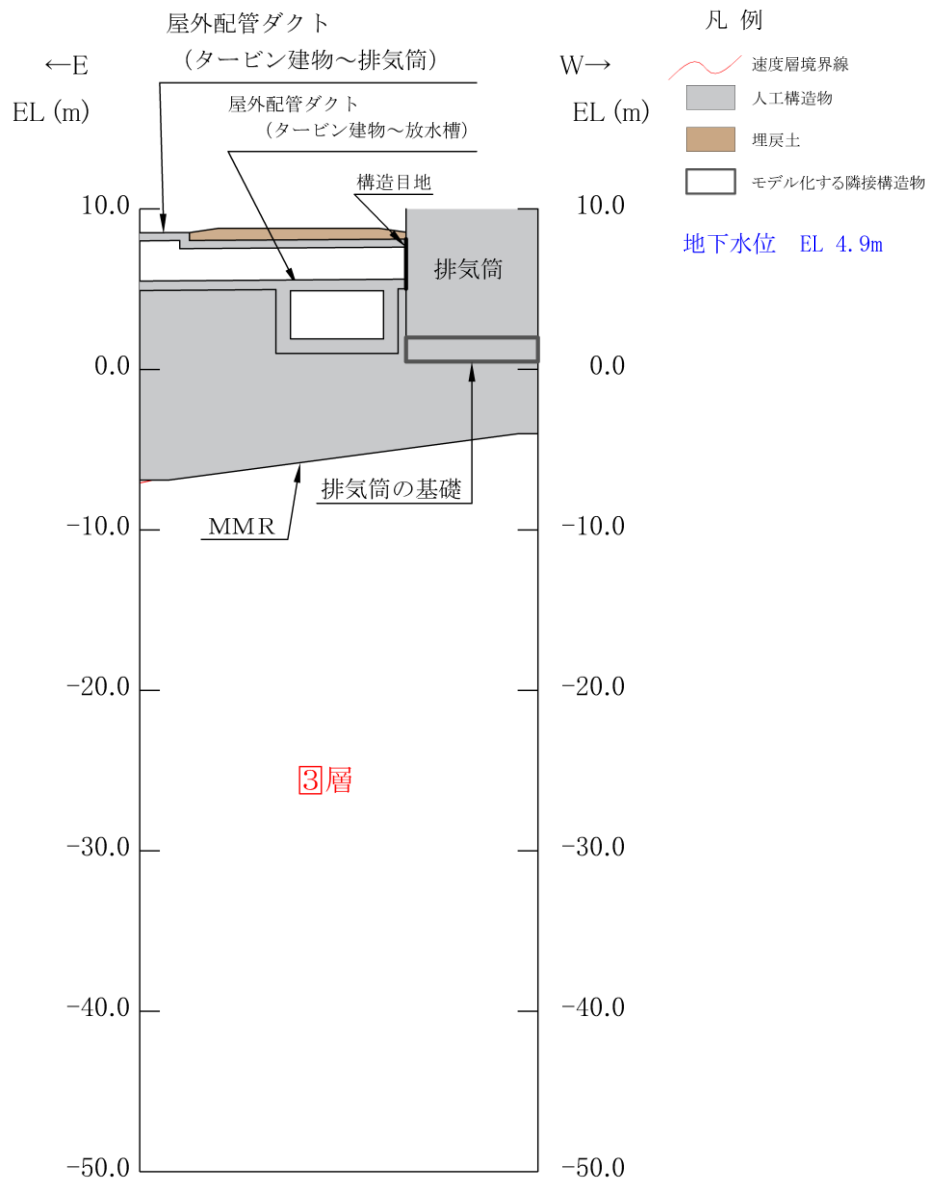 屋外配管ダクト
(タービン建物～排気筒)
←E
W→
EL (m)
EL (m)
屋外配管ダクト
(タービン建物～放水槽)
構造目地
凡 例
速度層境界線
人工構造物
埋戻土
モデル化する隣接構造物
地下水位 EL 4.9m
10.0
10.0
排気筒
0.0
0.0
排気筒の基礎
MMR
-10.0
-10.0
-20.0
-20.0
3層
-30.0
-30.0
-40.0
-40.0
-50.0
-50.0